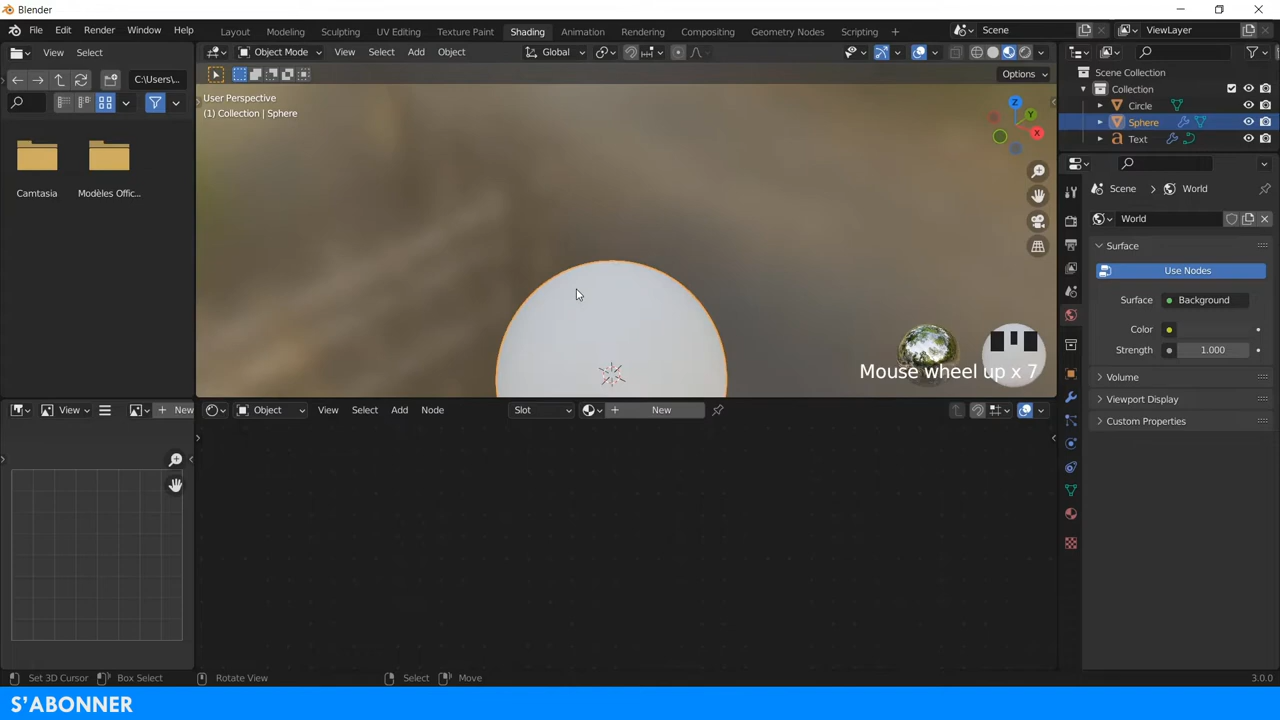 Blender
File Edit Render Window Help
Layout Modeling Sculpting UV Editing Texture Paint Shading Animation Rendering Compositing Geometry Nodes Scripting
Scene
ViewLayer
View Select
Object Mode View Select Add Object
Global
C:\Users\...
Options
User Perspective
(1) Collection | Sphere
Z
Y
X
Camtasia
Modèles Offic...
Scene Collection
Collection
Circle
Sphere
Text
Scene > World
World
Surface
Use Nodes
Surface Background
Color
Strength 1.000
Volume
Viewport Display
Custom Properties
Mouse wheel up x 7
View New
Object View Select Add Node
Slot
New
Set 3D Cursor Box Select Rotate View Select Move 3.0.0
S'ABONNER